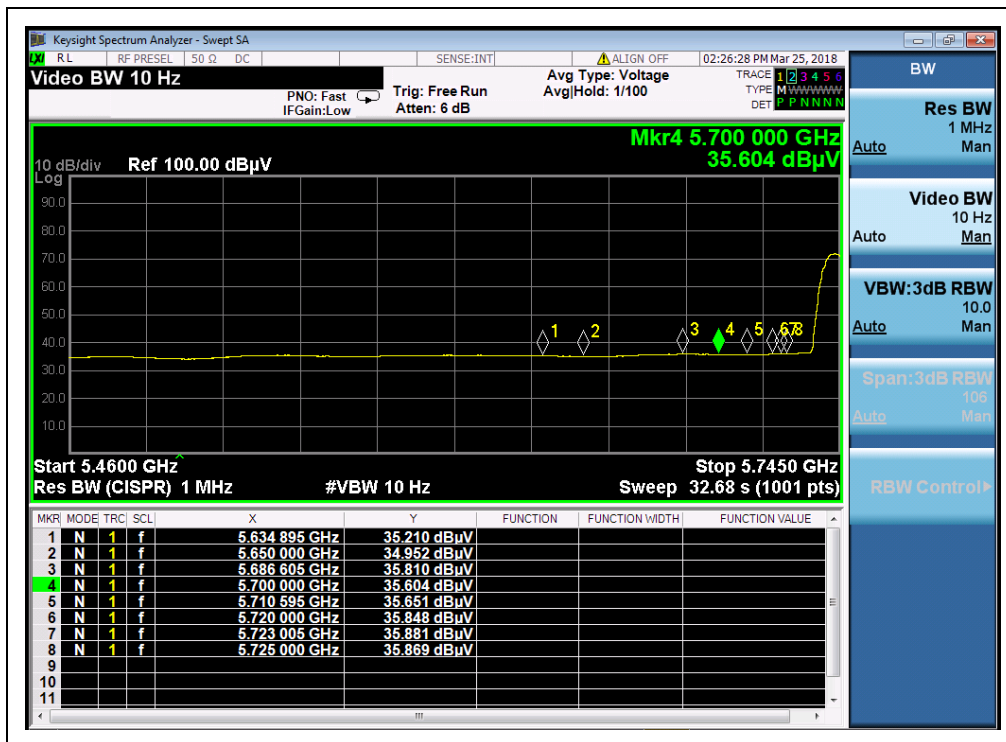 Keysight Spectrum Analyzer - Swept SA
LXI RL RF PRESEL 50 Ω DC SENSE:INT ALIGN OFF 02:26:28 PM Mar 25, 2018
Video BW 10 Hz
PNO: Fast
IFGain:Low
Trig: Free Run
Atten: 6 dB
Avg Type: Voltage
Avg|Hold: 1/100
TRACE 1 2 3 4 5 6
TYPE M WWWWW
DET P P N N N N
Mkr4 5.700 000 GHz
35.604 dBµV
10 dB/div Ref 100.00 dBµV
Log
90.0
80.0
70.0
60.0
50.0
40.0
30.0
20.0
10.0
1 2 3 4 5 6 7 8
Start 5.4600 GHz Stop 5.7450 GHz
Res BW (CISPR) 1 MHz #VBW 10 Hz Sweep 32.68 s (1001 pts)
MKR MODE TRC SCL X Y FUNCTION FUNCTION WIDTH FUNCTION VALUE
1 N 1 f 5.634 895 GHz 35.210 dBµV
2 N 1 f 5.650 000 GHz 34.952 dBµV
3 N 1 f 5.686 605 GHz 35.810 dBµV
4 N 1 f 5.700 000 GHz 35.604 dBµV
5 N 1 f 5.710 595 GHz 35.651 dBµV
6 N 1 f 5.720 000 GHz 35.848 dBµV
7 N 1 f 5.723 005 GHz 35.881 dBµV
8 N 1 f 5.725 000 GHz 35.869 dBµV
9
10
11
BW
Res BW
1 MHz
Auto Man
Video BW
10 Hz
Auto Man
VBW:3dB RBW
10.0
Auto Man
Span:3dB RBW
106
Auto Man
RBW Control